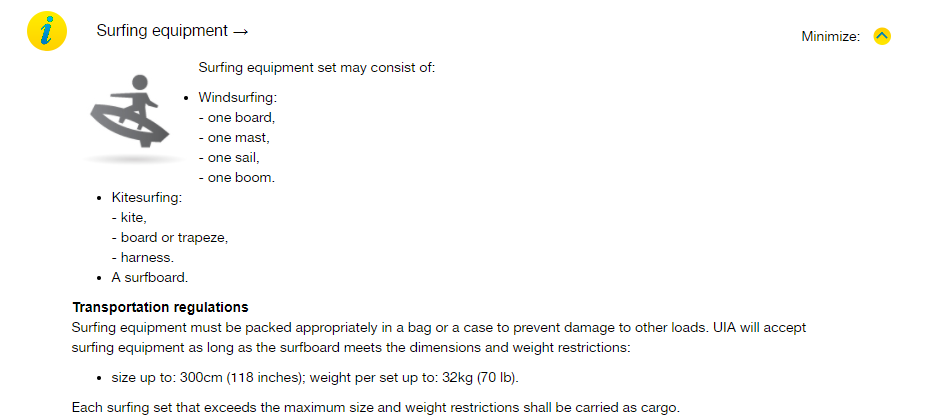 i
Surfing equipment →
Minimize:
Surfing equipment set may consist of:
• Windsurfing:
- one board,
- one mast,
- one sail,
- one boom.
• Kitesurfing:
- kite,
- board or trapeze,
- harness.
• A surfboard.
Transportation regulations
Surfing equipment must be packed appropriately in a bag or a case to prevent damage to other loads. UIA will accept
surfing equipment as long as the surfboard meets the dimensions and weight restrictions:
• size up to: 300cm (118 inches); weight per set up to: 32kg (70 lb).
Each surfing set that exceeds the maximum size and weight restrictions shall be carried as cargo.